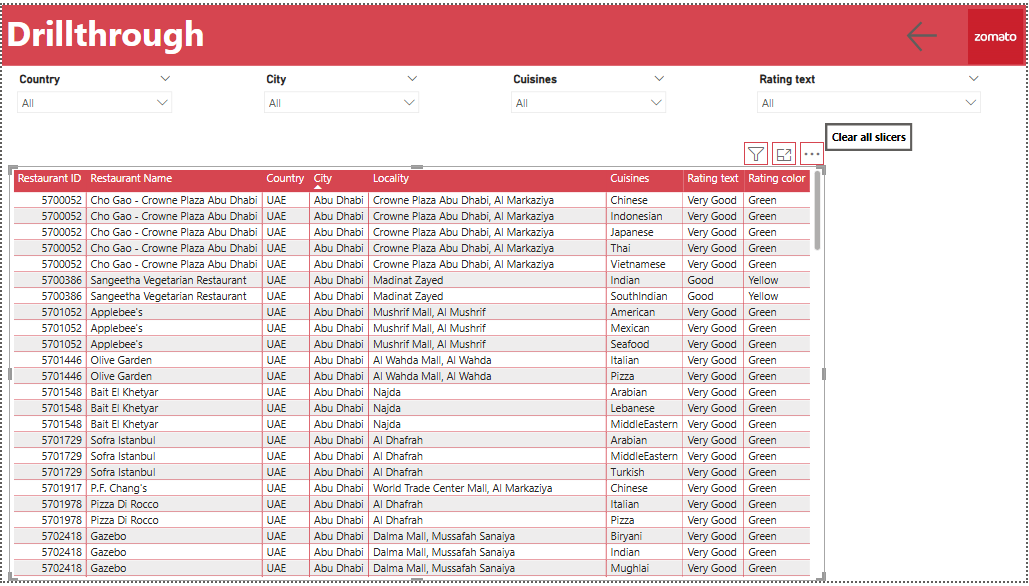 Drillthrough
zomato
Country City Cuisines Rating text
All All All All
Clear all slicers
Restaurant ID Restaurant Name Country City Locality Cuisines Rating text Rating color
5700052 Cho Gao - Crowne Plaza Abu Dhabi UAE Abu Dhabi Crowne Plaza Abu Dhabi, Al Markaziya Chinese Very Good Green
5700052 Cho Gao - Crowne Plaza Abu Dhabi UAE Abu Dhabi Crowne Plaza Abu Dhabi, Al Markaziya Indonesian Very Good Green
5700052 Cho Gao - Crowne Plaza Abu Dhabi UAE Abu Dhabi Crowne Plaza Abu Dhabi, Al Markaziya Japanese Very Good Green
5700052 Cho Gao - Crowne Plaza Abu Dhabi UAE Abu Dhabi Crowne Plaza Abu Dhabi, Al Markaziya Thai Very Good Green
5700052 Cho Gao - Crowne Plaza Abu Dhabi UAE Abu Dhabi Crowne Plaza Abu Dhabi, Al Markaziya Vietnamese Very Good Green
5700386 Sangeetha Vegetarian Restaurant UAE Abu Dhabi Madinat Zayed Indian Good Yellow
5700386 Sangeetha Vegetarian Restaurant UAE Abu Dhabi Madinat Zayed SouthIndian Good Yellow
5701052 Applebee's UAE Abu Dhabi Mushrif Mall, Al Mushrif American Very Good Green
5701052 Applebee's UAE Abu Dhabi Mushrif Mall, Al Mushrif Mexican Very Good Green
5701052 Applebee's UAE Abu Dhabi Mushrif Mall, Al Mushrif Seafood Very Good Green
5701446 Olive Garden UAE Abu Dhabi Al Wahda Mall, Al Wahda Italian Very Good Green
5701446 Olive Garden UAE Abu Dhabi Al Wahda Mall, Al Wahda Pizza Very Good Green
5701548 Bait El Khetyar UAE Abu Dhabi Najda Arabian Very Good Green
5701548 Bait El Khetyar UAE Abu Dhabi Najda Lebanese Very Good Green
5701548 Bait El Khetyar UAE Abu Dhabi Najda MiddleEastern Very Good Green
5701729 Sofra Istanbul UAE Abu Dhabi Al Dhafrah Arabian Very Good Green
5701729 Sofra Istanbul UAE Abu Dhabi Al Dhafrah MiddleEastern Very Good Green
5701729 Sofra Istanbul UAE Abu Dhabi Al Dhafrah Turkish Very Good Green
5701917 P.F. Chang's UAE Abu Dhabi World Trade Center Mall, Al Markaziya Chinese Very Good Green
5701978 Pizza Di Rocco UAE Abu Dhabi Al Dhafrah Italian Very Good Green
5701978 Pizza Di Rocco UAE Abu Dhabi Al Dhafrah Pizza Very Good Green
5702418 Gazebo UAE Abu Dhabi Dalma Mall, Mussafah Sanaiya Biryani Very Good Green
5702418 Gazebo UAE Abu Dhabi Dalma Mall, Mussafah Sanaiya Indian Very Good Green
5702418 Gazebo UAE Abu Dhabi Dalma Mall, Mussafah Sanaiya Mughlai Very Good Green